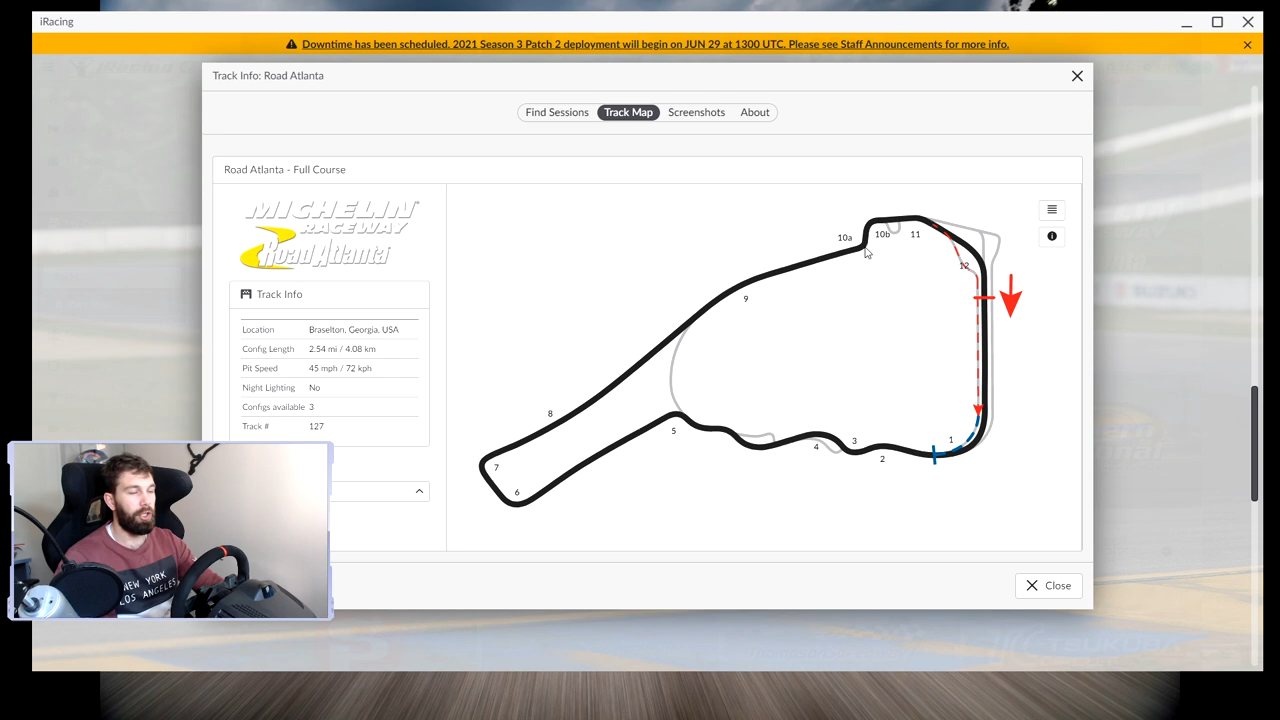 iRacing
Downtime has been scheduled. 2021 Season 3 Patch 2 deployment will begin on JUN 29 at 1300 UTC. Please see Staff Announcements for more info.
Track Info: Road Atlanta
Find Sessions Track Map Screenshots About
Road Atlanta - Full Course
MICHELIN
RACEWAY
Road Atlanta
Track Info
Location Braselton, Georgia, USA
Config Length 2.54 mi / 4.08 km
Pit Speed 45 mph / 72 kph
Night Lighting No
Configs available 3
Track # 127
10a 10b 11
12
9
8
7
6
5
4
3
2
1
NEW YORK
LOS ANGELES
Close